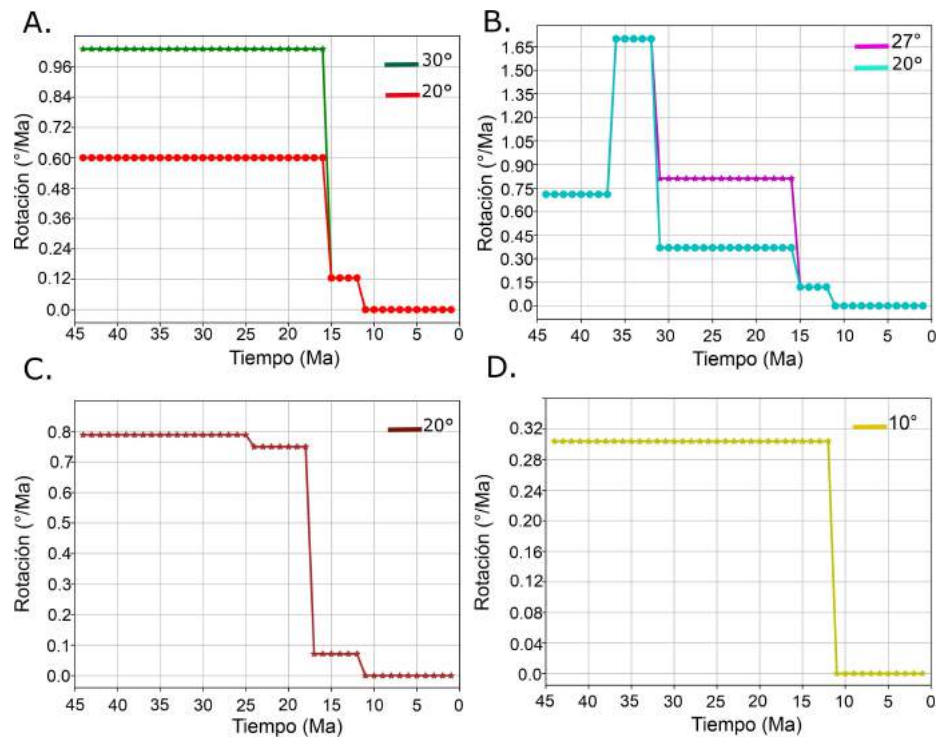 A.
Rotación (°/Ma)
0.96
0.84
0.72
0.60
0.48
0.36
0.24
0.12
0.0
30°
20°
45 40 35 30 25 20 15 10 5 0
Tiempo (Ma)
B.
Rotación (°/Ma)
1.65
1.50
1.35
1.20
1.05
0.90
0.75
0.60
0.45
0.30
0.15
0.0
27°
20°
45 40 35 30 25 20 15 10 5 0
Tiempo (Ma)
C.
Rotación (°/Ma)
0.8
0.7
0.6
0.5
0.4
0.3
0.2
0.1
0.0
20°
45 40 35 30 25 20 15 10 5 0
Tiempo (Ma)
D.
Rotación (°/Ma)
0.32
0.28
0.24
0.20
0.16
0.12
0.08
0.04
0.0
10°
45 40 35 30 25 20 15 10 5 0
Tiempo (Ma)